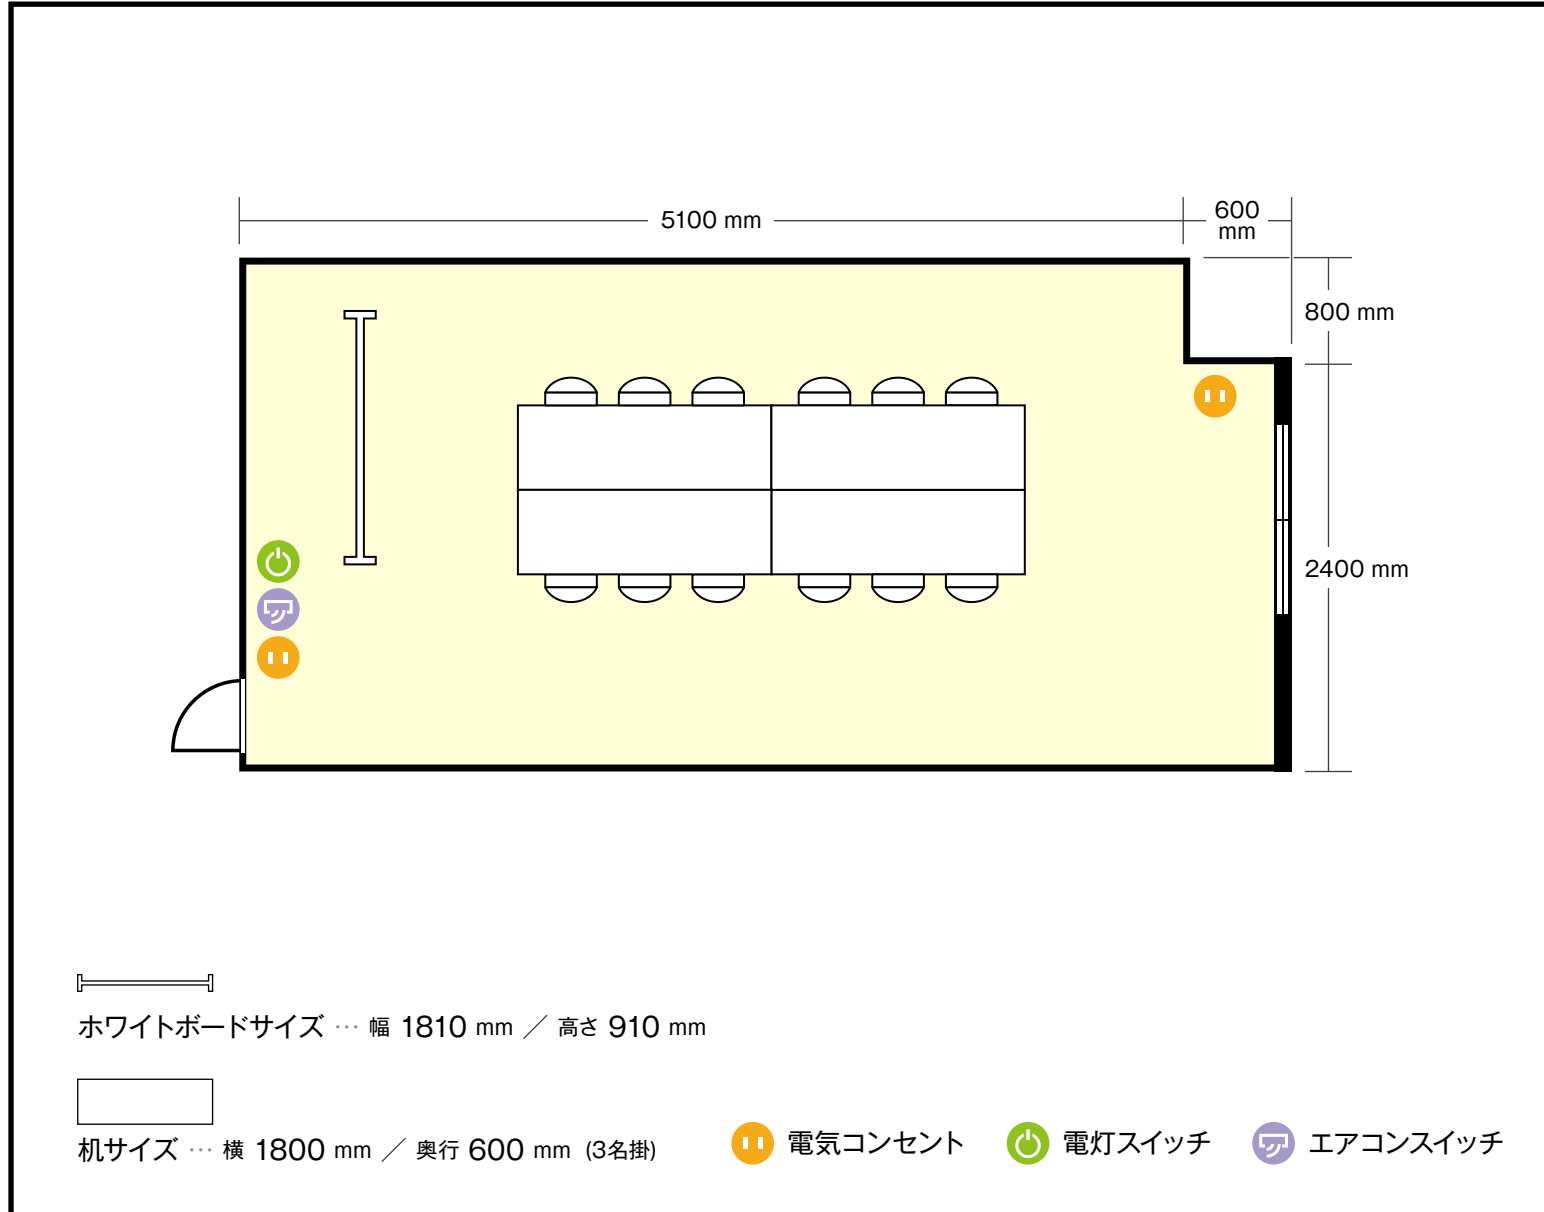 5100 mm
600
mm
800 mm
2400 mm
ホワイトボードサイズ … 幅 1810 mm ／ 高さ 910 mm
机サイズ … 横 1800 mm ／ 奥行 600 mm (3名掛)
電気コンセント
電灯スイッチ
エアコンスイッチ